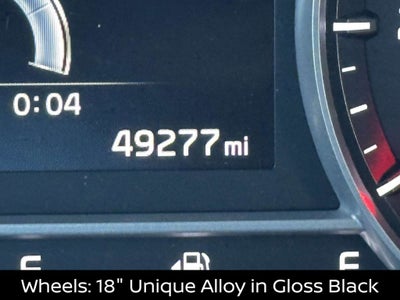 0:04
49277 mi
E
Wheels: 18" Unique Alloy in Gloss Black